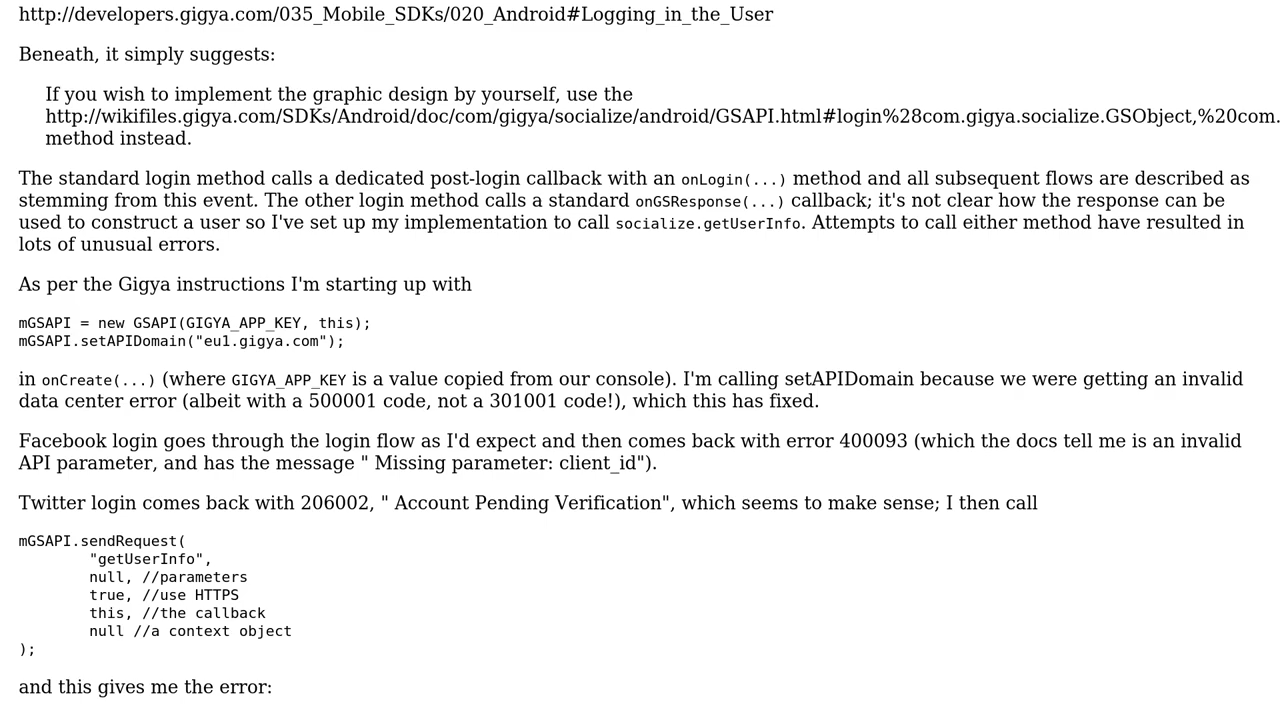 http://developers.gigya.com/035_Mobile_SDKs/020_Android#Logging_in_the_User
Beneath, it simply suggests:
If you wish to implement the graphic design by yourself, use the
http://wikifiles.gigya.com/SDKs/Android/doc/com/gigya/socialize/android/GSAPI.html#login%28com.gigya.socialize.GSObject,%20com.
method instead.
The standard login method calls a dedicated post-login callback with an onLogin(...) method and all subsequent flows are described as
stemming from this event. The other login method calls a standard onGSResponse(...) callback; it's not clear how the response can be
used to construct a user so I've set up my implementation to call socialize.getUserInfo. Attempts to call either method have resulted in
lots of unusual errors.
As per the Gigya instructions I'm starting up with
mGSAPI = new GSAPI(GIGYA_APP_KEY, this);
mGSAPI.setAPIDomain("eu1.gigya.com");
in onCreate(...) (where GIGYA_APP_KEY is a value copied from our console). I'm calling setAPIDomain because we were getting an invalid
data center error (albeit with a 500001 code, not a 301001 code!), which this has fixed.
Facebook login goes through the login flow as I'd expect and then comes back with error 400093 (which the docs tell me is an invalid
API parameter, and has the message " Missing parameter: client_id").
Twitter login comes back with 206002, " Account Pending Verification", which seems to make sense; I then call
mGSAPI.sendRequest(
        "getUserInfo",
        null, //parameters
        true, //use HTTPS
        this, //the callback
        null //a context object
);
and this gives me the error: